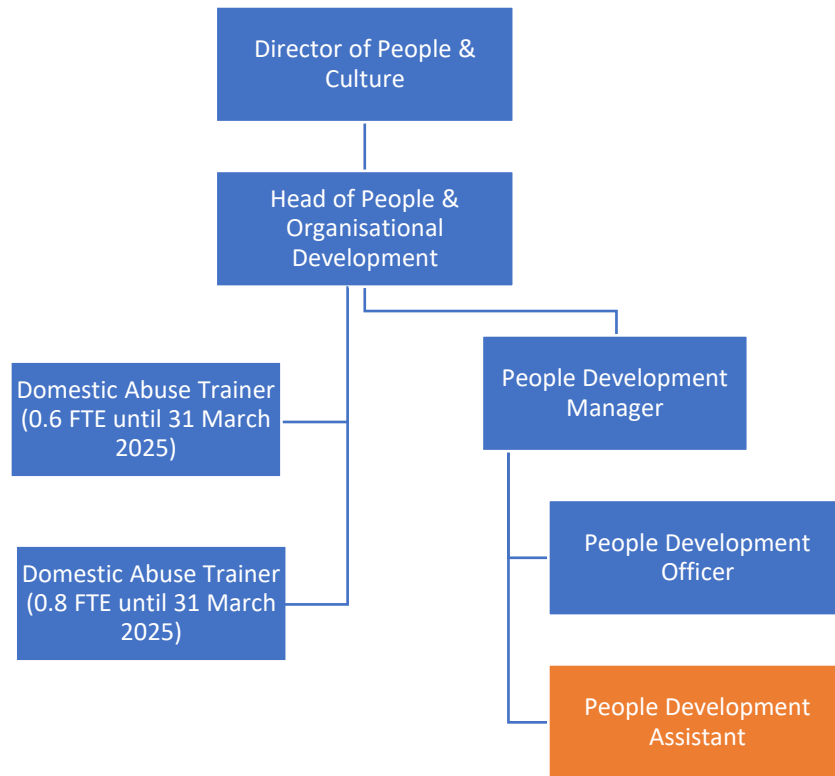 Director of People &
Culture
Head of People &
Organisational
Development
Domestic Abuse Trainer
(0.6 FTE until 31 March
2025)
People Development
Manager
Domestic Abuse Trainer
(0.8 FTE until 31 March
2025)
People Development
Officer
People Development
Assistant